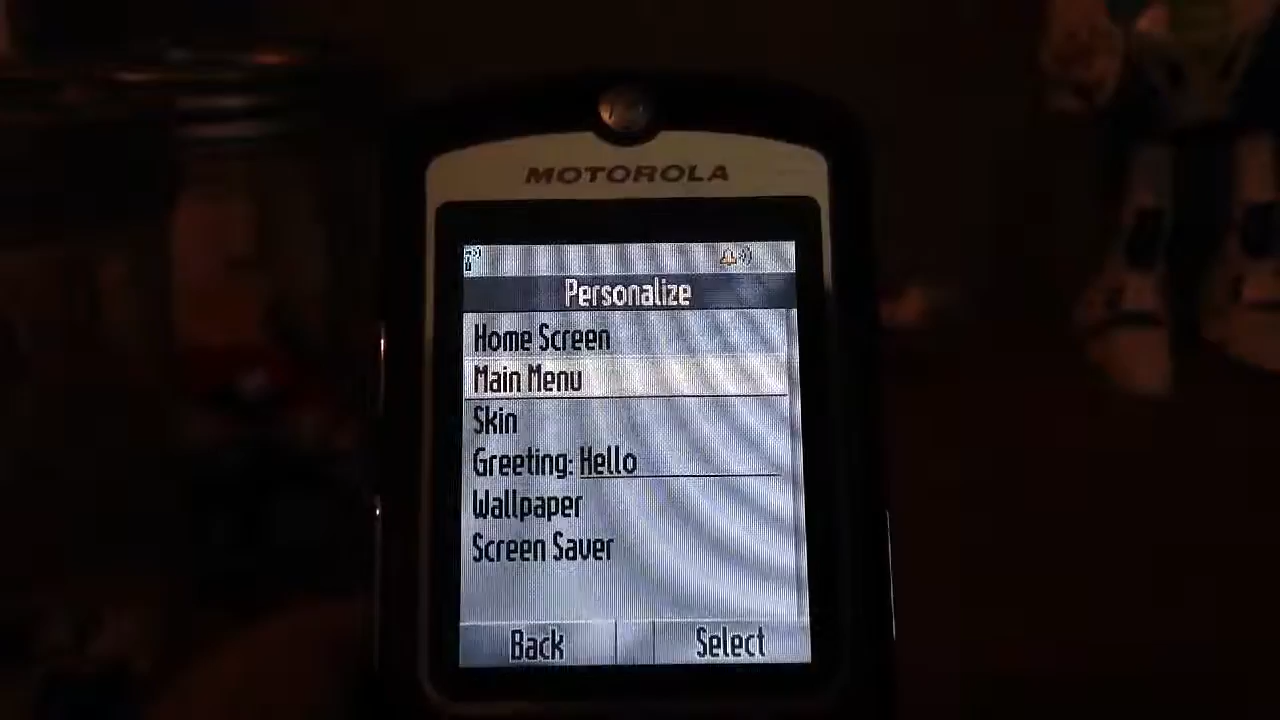 MOTOROLA
Personalize
Home Screen
Main Menu
Skin
Greeting: Hello
Wallpaper
Screen Saver
Back Select